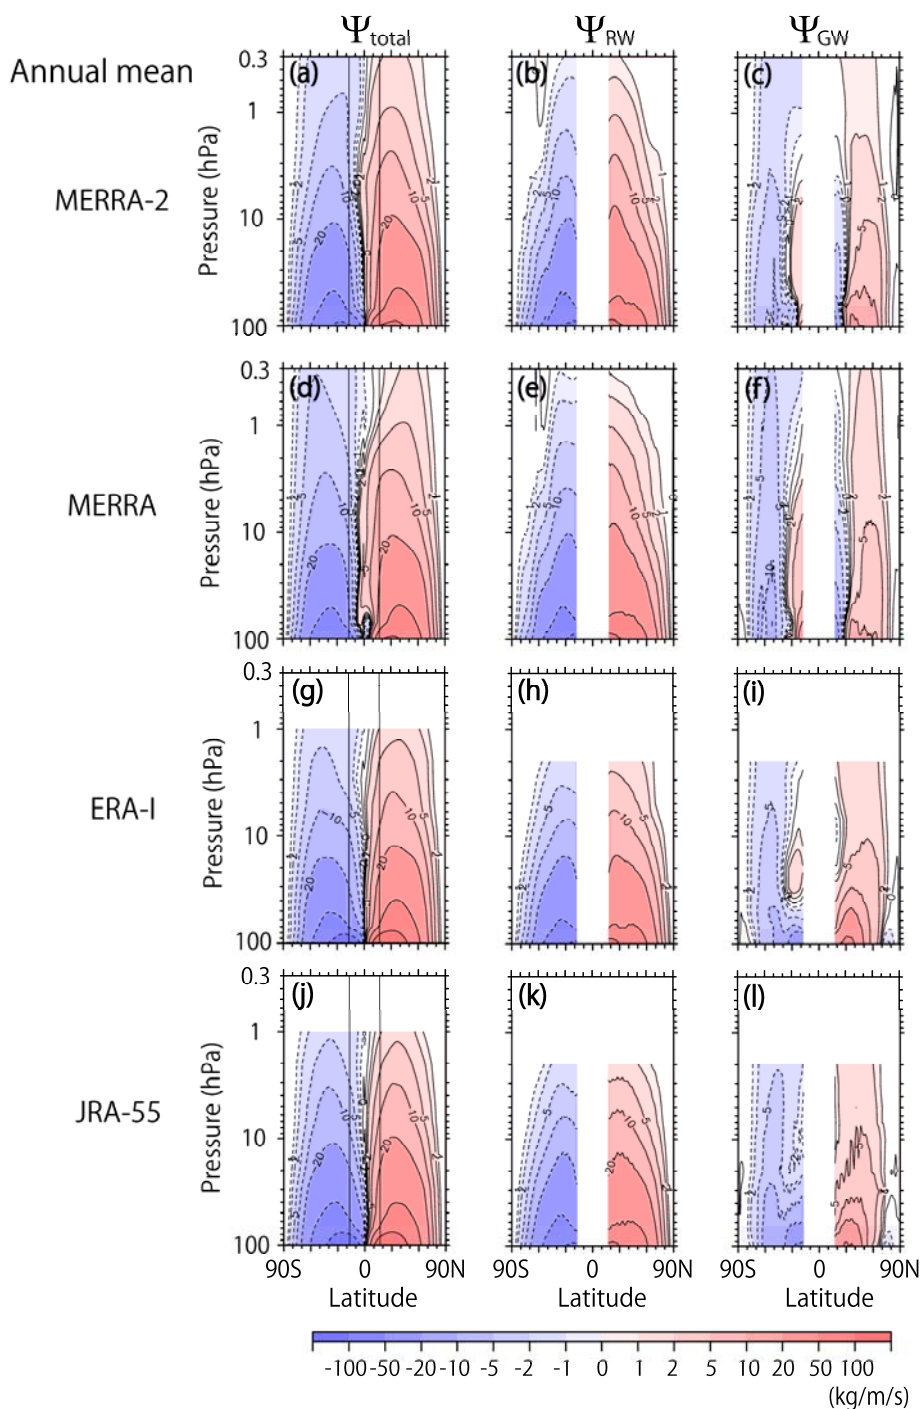 Ψtotal ΨRW ΨGW
Annual mean
(a) (b) (c)
MERRA-2
Pressure (hPa)
0.3
1
10
100
(d) (e) (f)
MERRA
Pressure (hPa)
0.3
1
10
100
(g) (h) (i)
ERA-I
Pressure (hPa)
0.3
1
10
100
(j) (k) (l)
JRA-55
Pressure (hPa)
0.3
1
10
100
90S 0 90N 90S 0 90N 90S 0 90N
Latitude Latitude Latitude
-100 -50 -20 -10 -5 -2 -1 0 1 2 5 10 20 50 100
(kg/m/s)